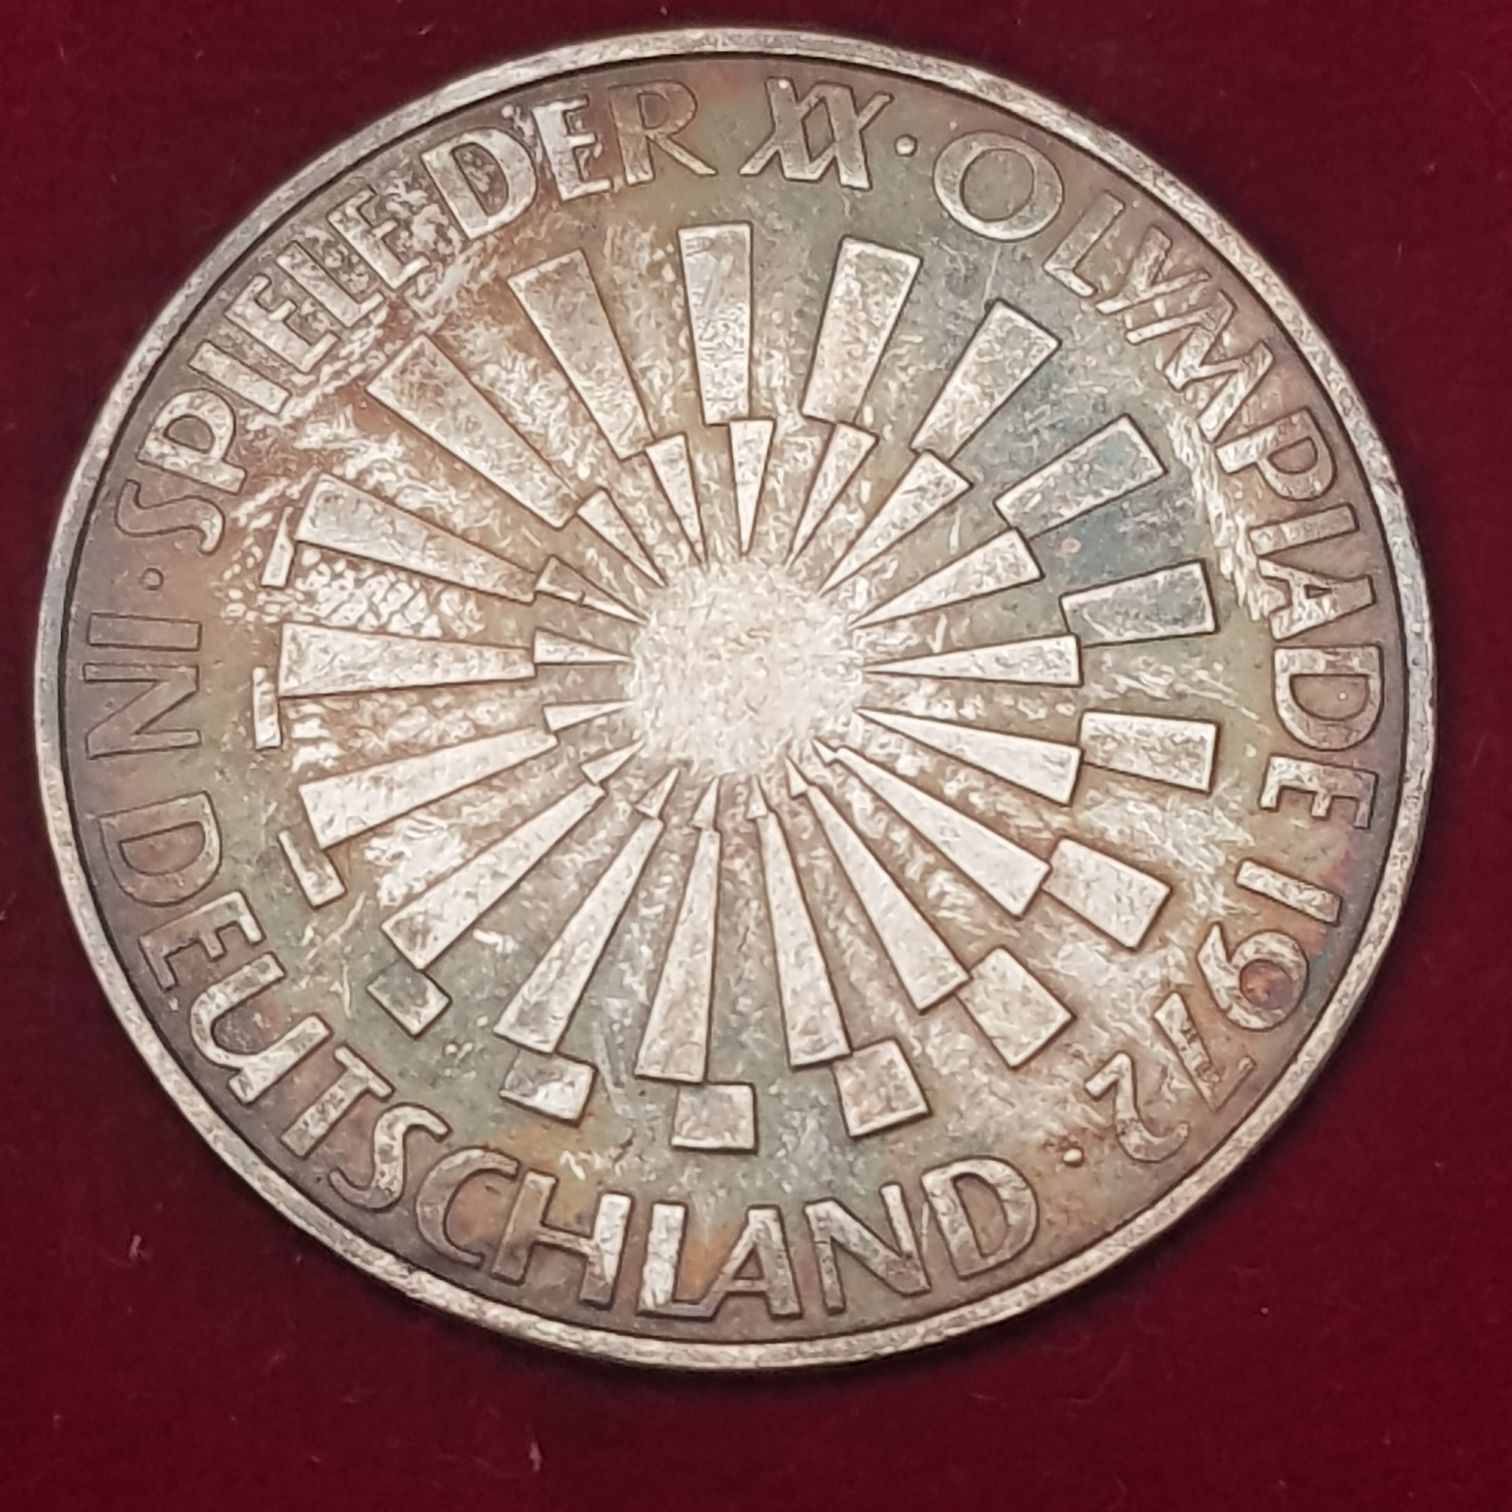 SPIELE DER XX · OLYMPIADE 1972 · IN DEUTSCHLAND ·